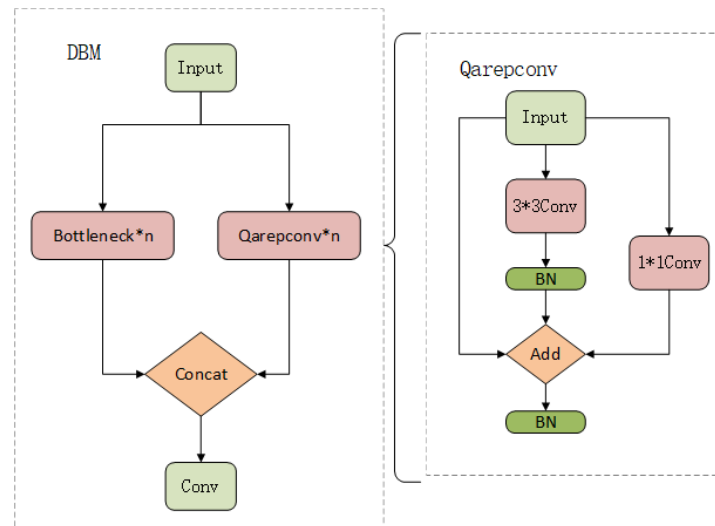 DBM
Input
Bottleneck*n
Qarepconv*n
Concat
Conv
Qarepconv
Input
3*3Conv
1*1Conv
BN
Add
BN